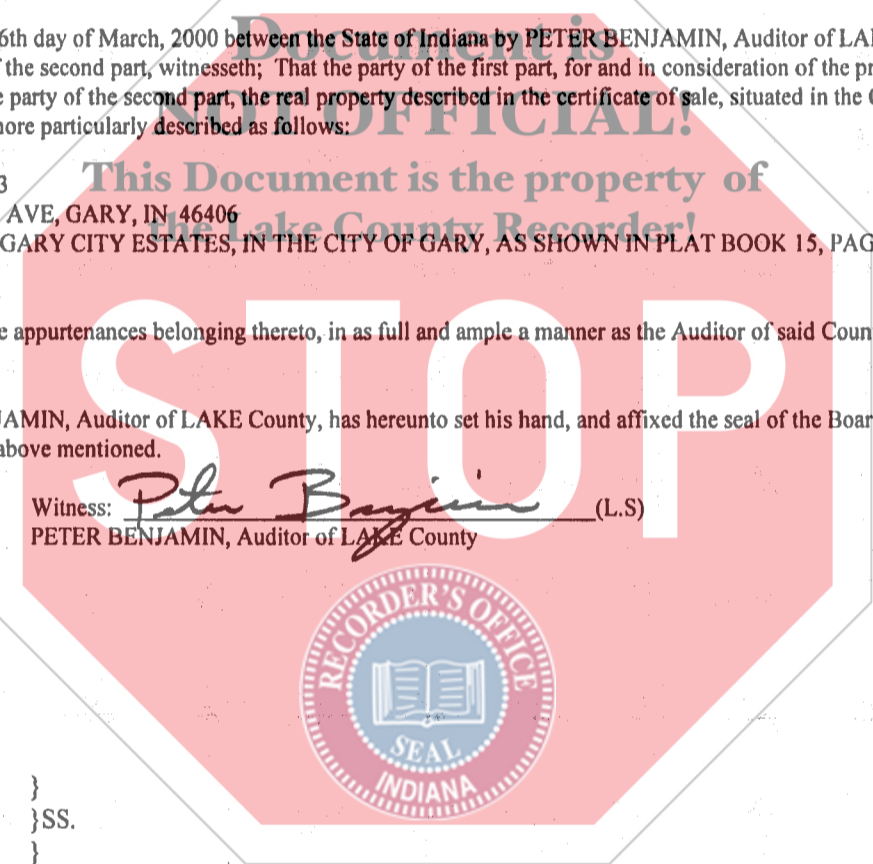 Document is
6th day of March, 2000 between the State of Indiana by PETER BENJAMIN, Auditor of LAK
f the second part, witnesseth; That the party of the first part, for and in consideration of the pr
e party of the second part, the real property described in the certificate of sale, situated in the C
NOT OFFICIAL!
nore particularly described as follows:
This Document is the property of
3
AVE, GARY, IN 46406
the Lake County Recorder!
GARY CITY ESTATES, IN THE CITY OF GARY, AS SHOWN IN PLAT BOOK 15, PAG
e appurtenances belonging thereto, in as full and ample a manner as the Auditor of said Coun
STOP
JAMIN, Auditor of LAKE County, has hereunto set his hand, and affixed the seal of the Boar
above mentioned.
Witness: Peter Benjamin (L.S)
PETER BENJAMIN, Auditor of LAKE County
RECORDER'S OFFICE
SEAL
INDIANA
}
}SS.
}